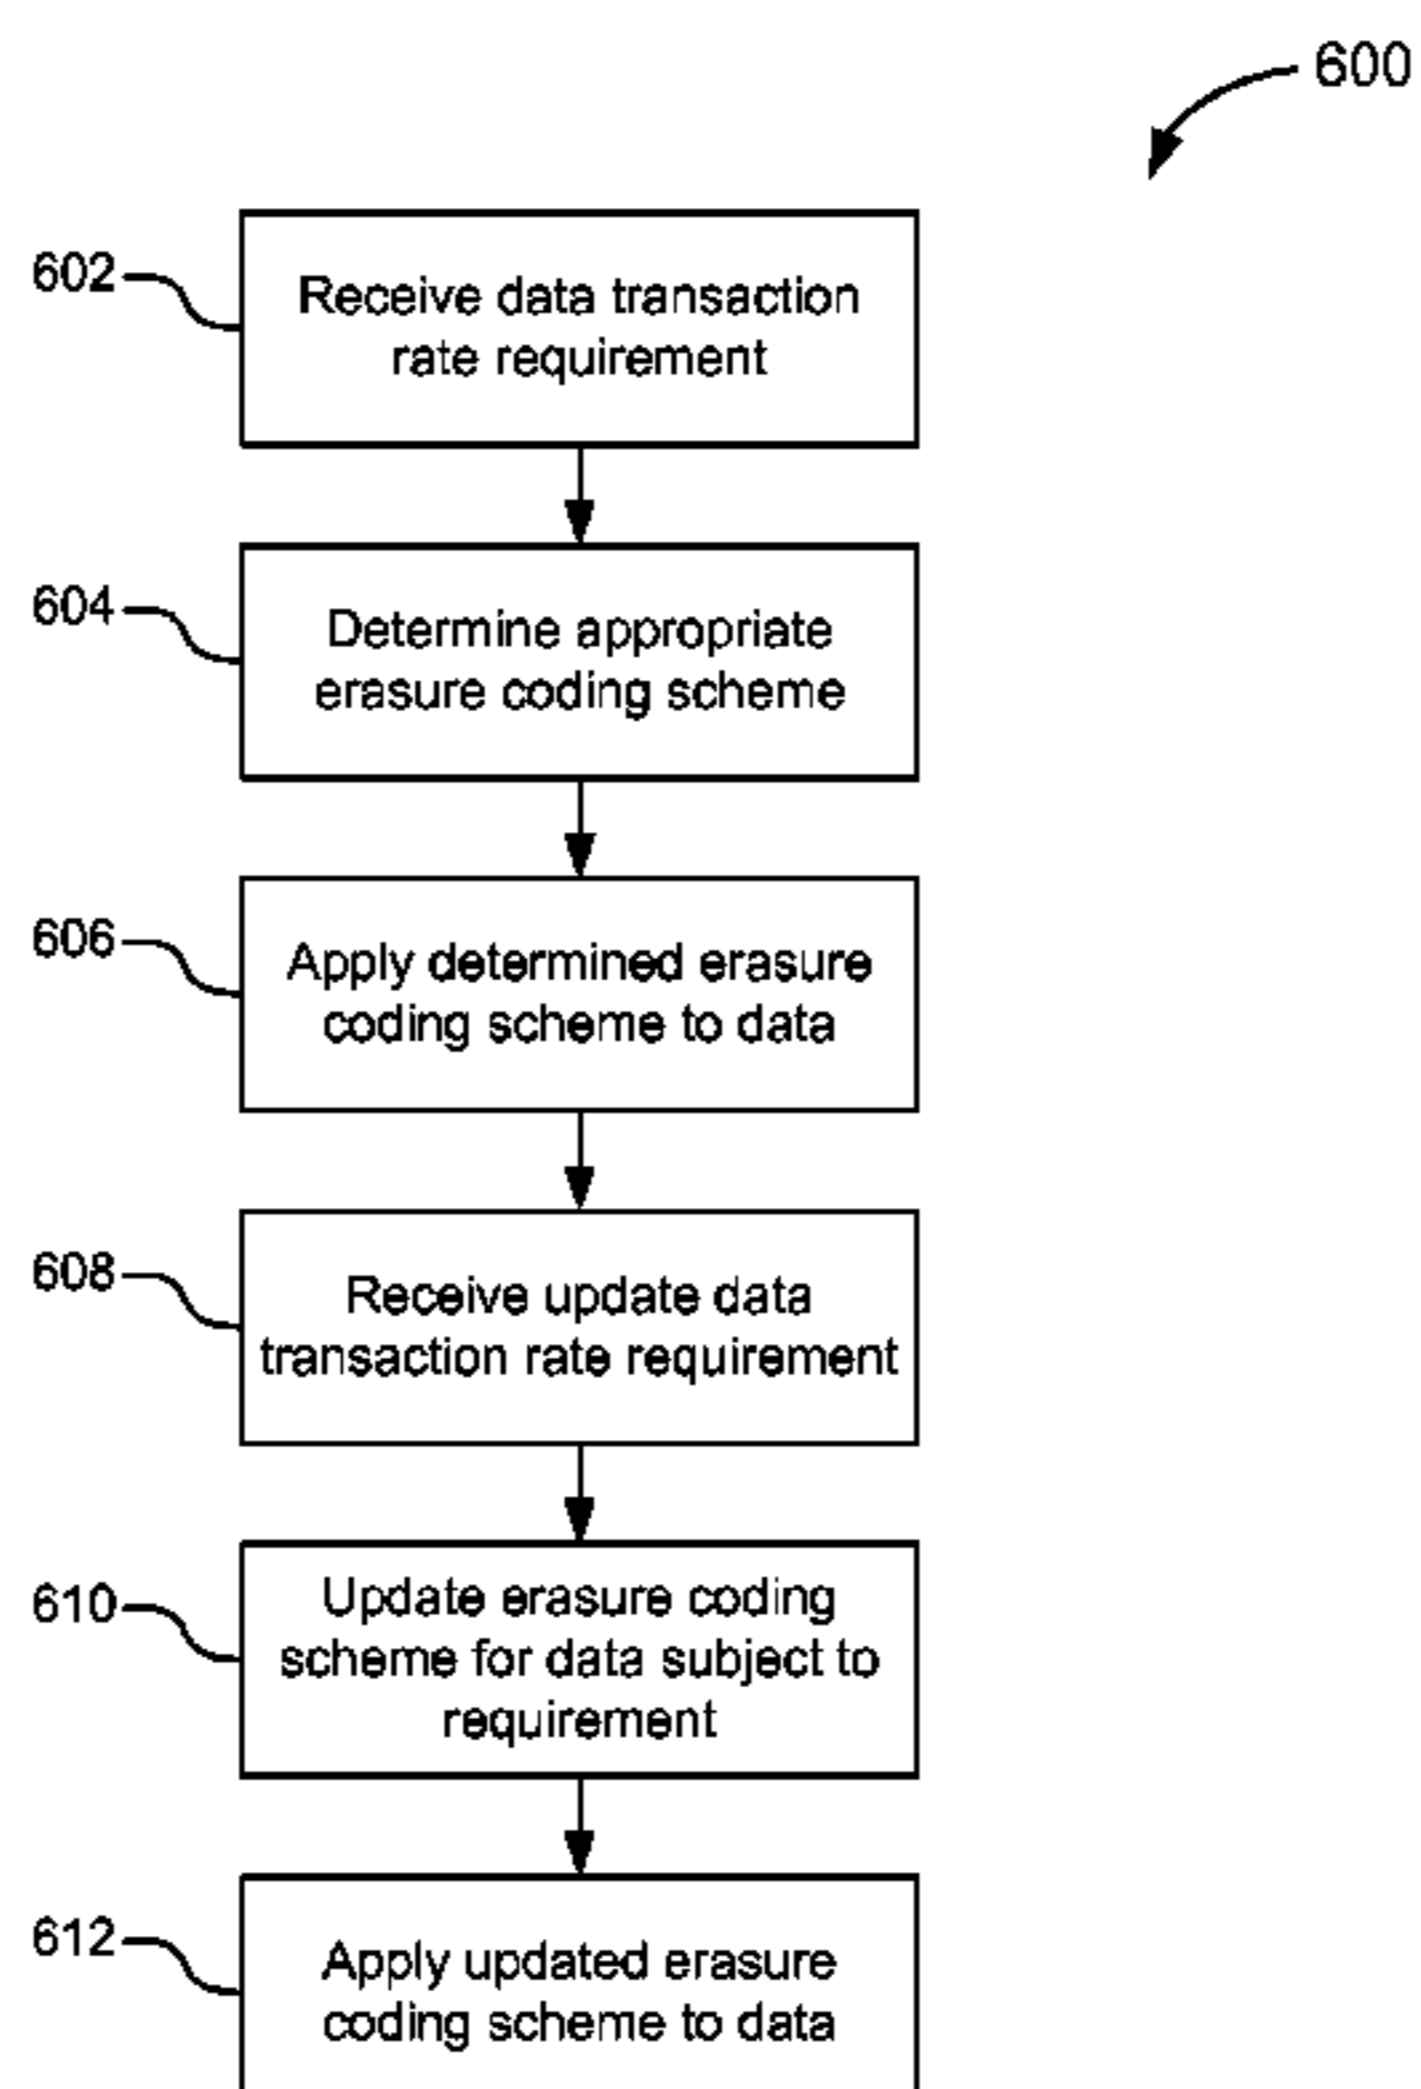 600
602
Receive data transaction
rate requirement
604
Determine appropriate
erasure coding scheme
606
Apply determined erasure
coding scheme to data
608
Receive update data
transaction rate requirement
610
Update erasure coding
scheme for data subject to
requirement
612
Apply updated erasure
coding scheme to data